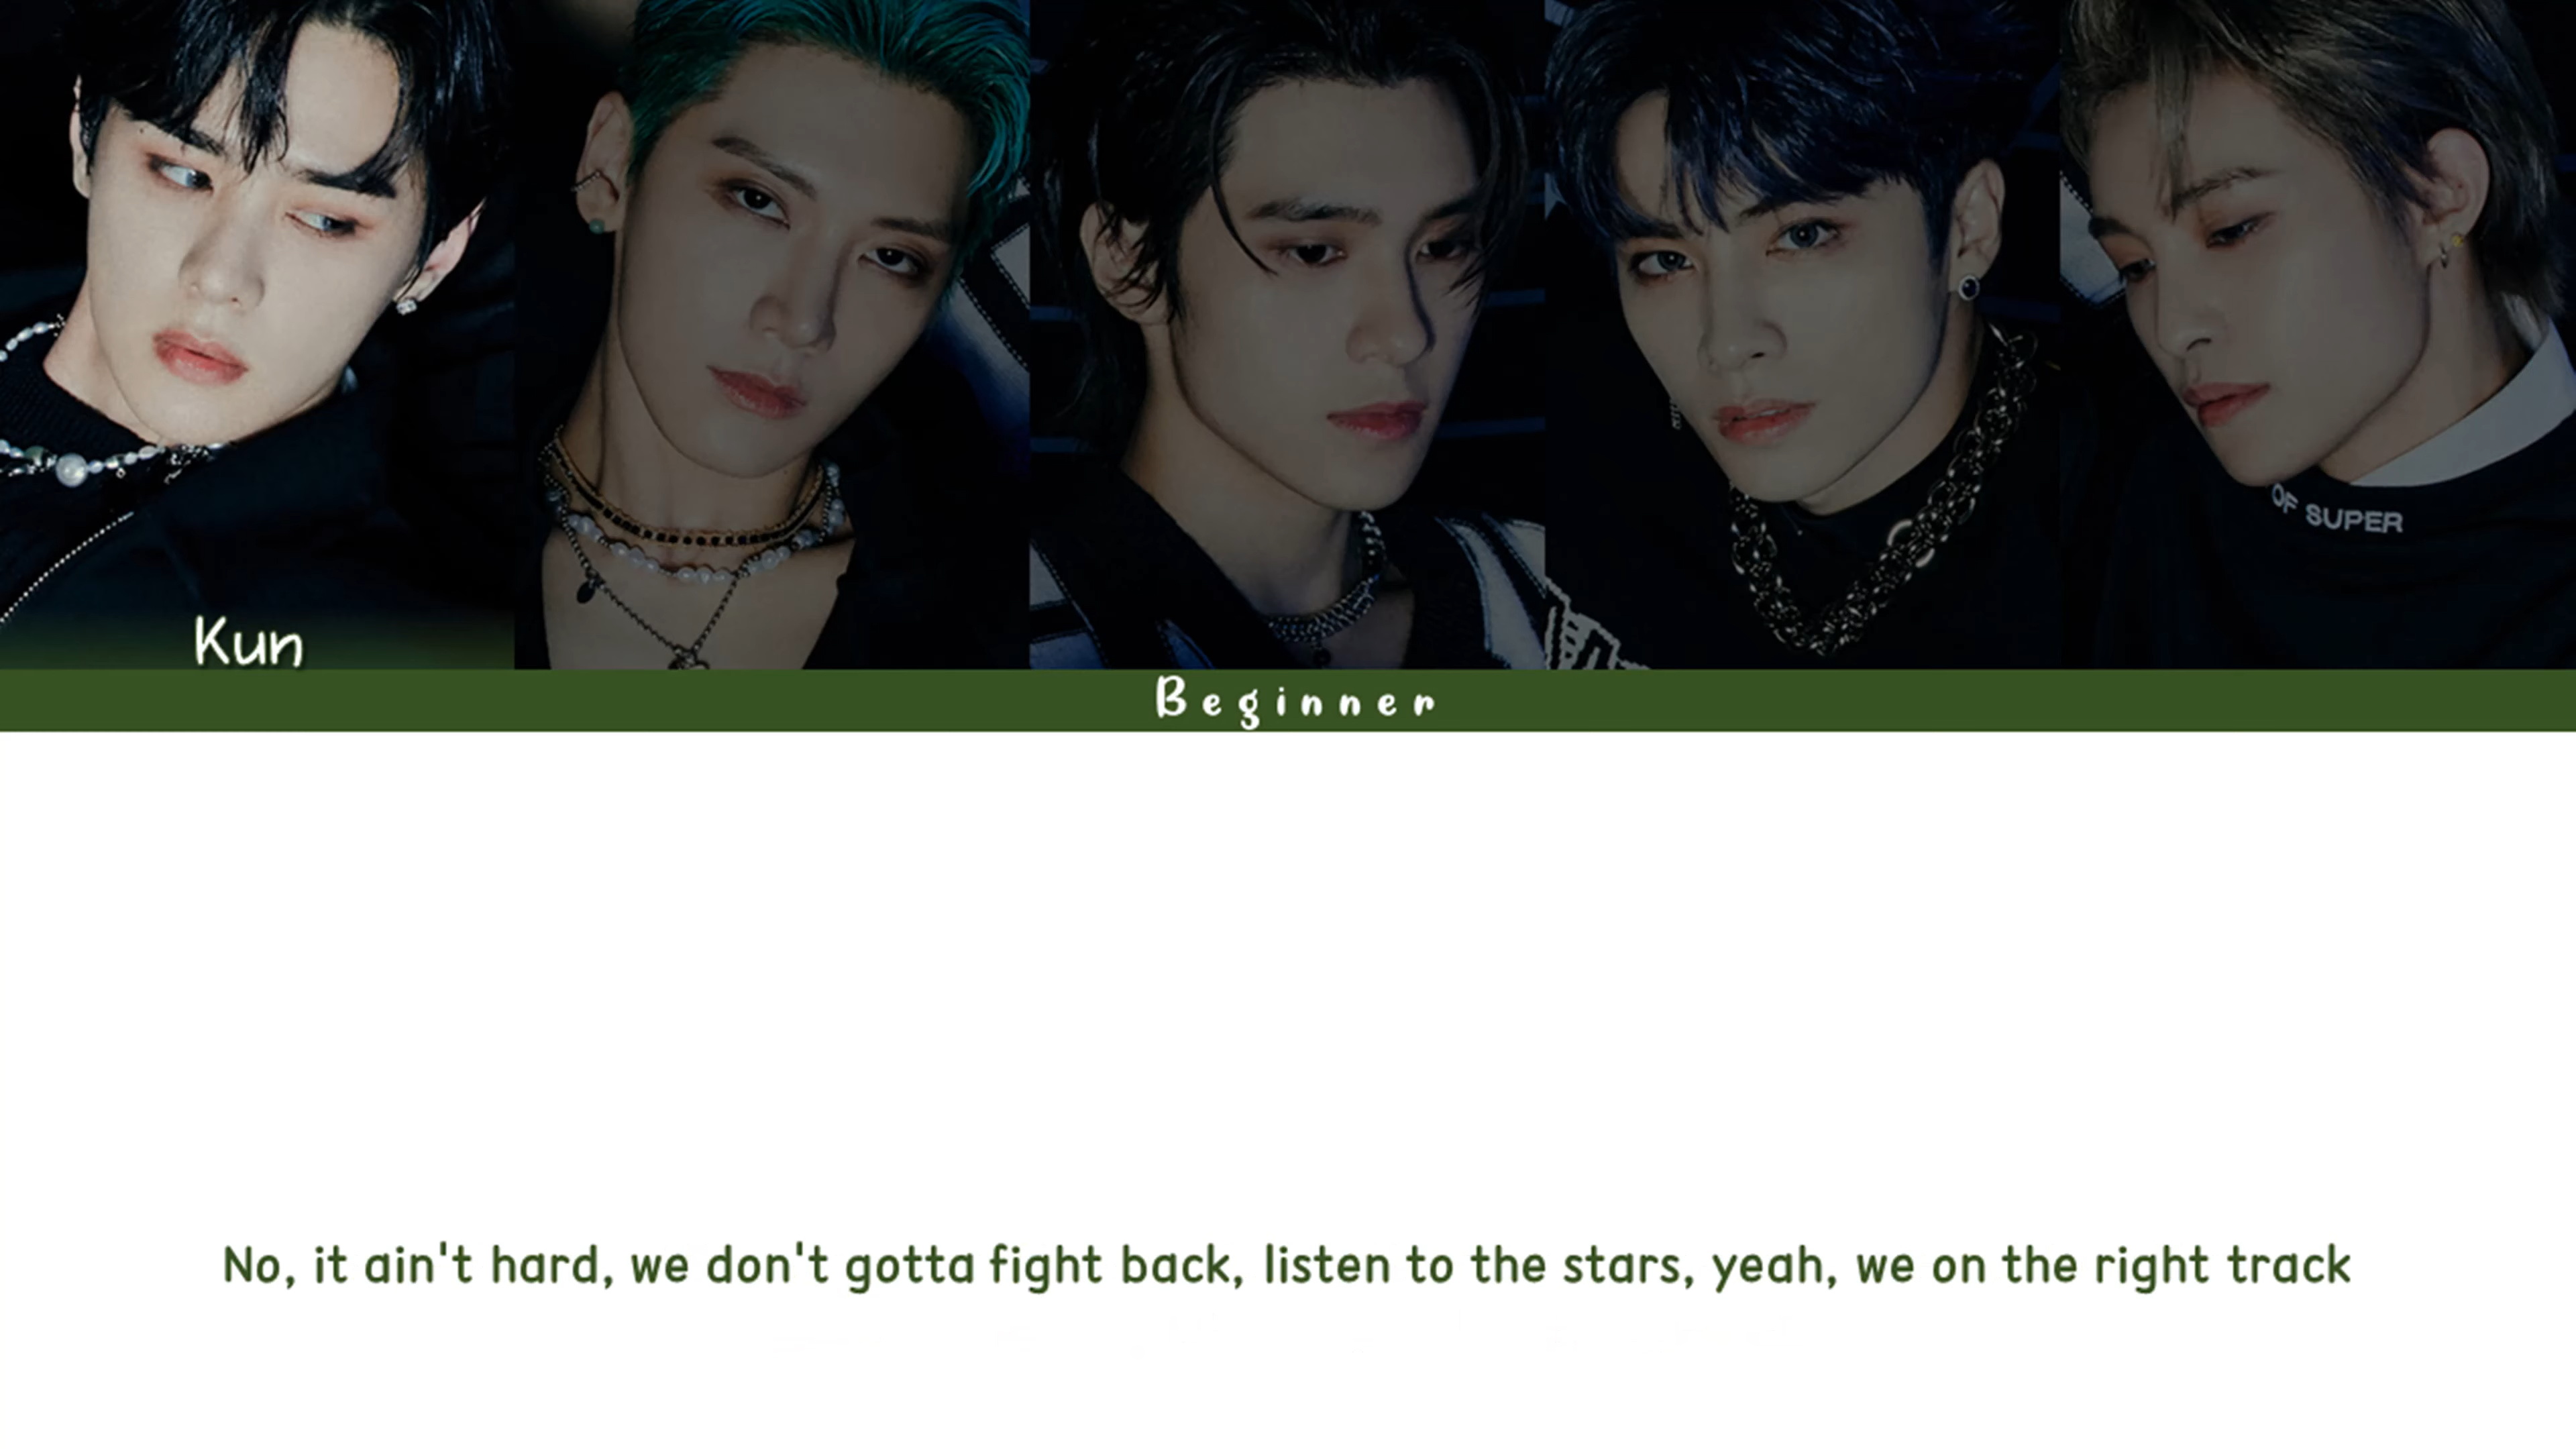 OF SUPER
Kun
Beginner
No, it ain't hard, we don't gotta fight back, listen to the stars, yeah, we on the right track